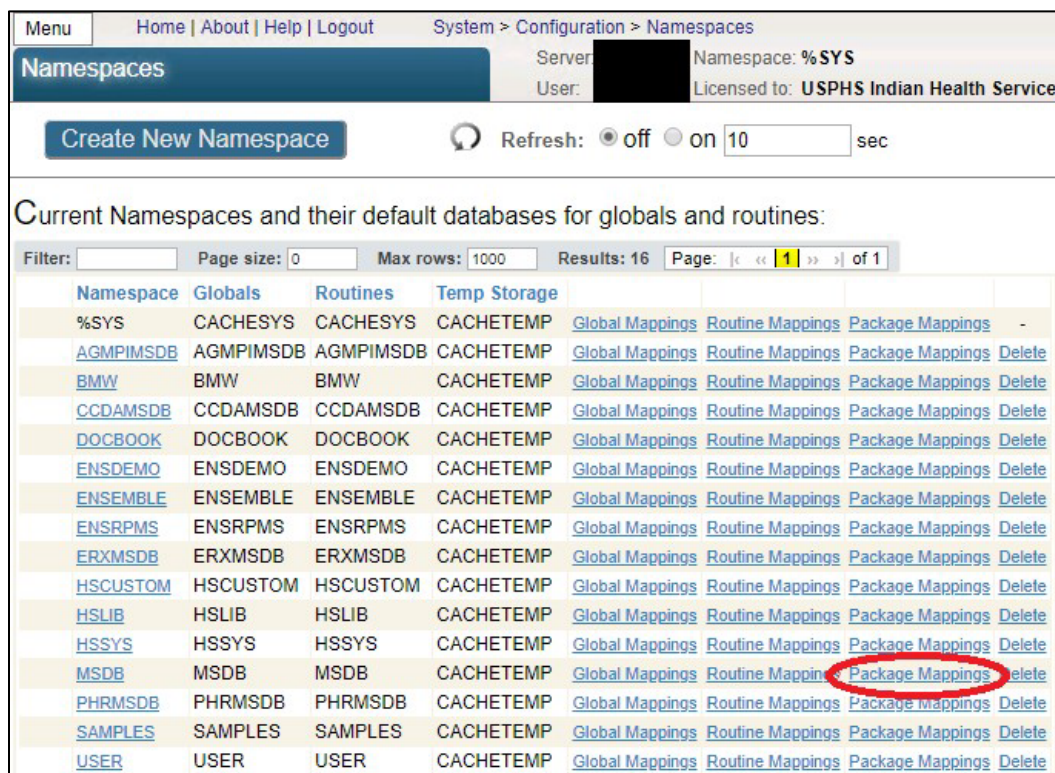 Menu Home | About | Help | Logout System > Configuration > Namespaces
Namespaces Server: Namespace: %SYS
User: Licensed to: USPHS Indian Health Service
Create New Namespace Refresh: off on 10 sec
Current Namespaces and their default databases for globals and routines:
Filter: Page size: 0 Max rows: 1000 Results: 16 Page: |< << 1 >> >| of 1
Namespace Globals Routines Temp Storage
%SYS CACHESYS CACHESYS CACHETEMP Global Mappings Routine Mappings Package Mappings -
AGMPIMSDB AGMPIMSDB AGMPIMSDB CACHETEMP Global Mappings Routine Mappings Package Mappings Delete
BMW BMW BMW CACHETEMP Global Mappings Routine Mappings Package Mappings Delete
CCDAMSDB CCDAMSDB CCDAMSDB CACHETEMP Global Mappings Routine Mappings Package Mappings Delete
DOCBOOK DOCBOOK DOCBOOK CACHETEMP Global Mappings Routine Mappings Package Mappings Delete
ENSDEMO ENSDEMO ENSDEMO CACHETEMP Global Mappings Routine Mappings Package Mappings Delete
ENSEMBLE ENSEMBLE ENSEMBLE CACHETEMP Global Mappings Routine Mappings Package Mappings Delete
ENSRPMS ENSRPMS ENSRPMS CACHETEMP Global Mappings Routine Mappings Package Mappings Delete
ERXMSDB ERXMSDB ERXMSDB CACHETEMP Global Mappings Routine Mappings Package Mappings Delete
HSCUSTOM HSCUSTOM HSCUSTOM CACHETEMP Global Mappings Routine Mappings Package Mappings Delete
HSLIB HSLIB HSLIB CACHETEMP Global Mappings Routine Mappings Package Mappings Delete
HSSYS HSSYS HSSYS CACHETEMP Global Mappings Routine Mappings Package Mappings Delete
MSDB MSDB MSDB CACHETEMP Global Mappings Routine Mappings Package Mappings Delete
PHRMSDB PHRMSDB PHRMSDB CACHETEMP Global Mappings Routine Mappings Package Mappings Delete
SAMPLES SAMPLES SAMPLES CACHETEMP Global Mappings Routine Mappings Package Mappings Delete
USER USER USER CACHETEMP Global Mappings Routine Mappings Package Mappings Delete